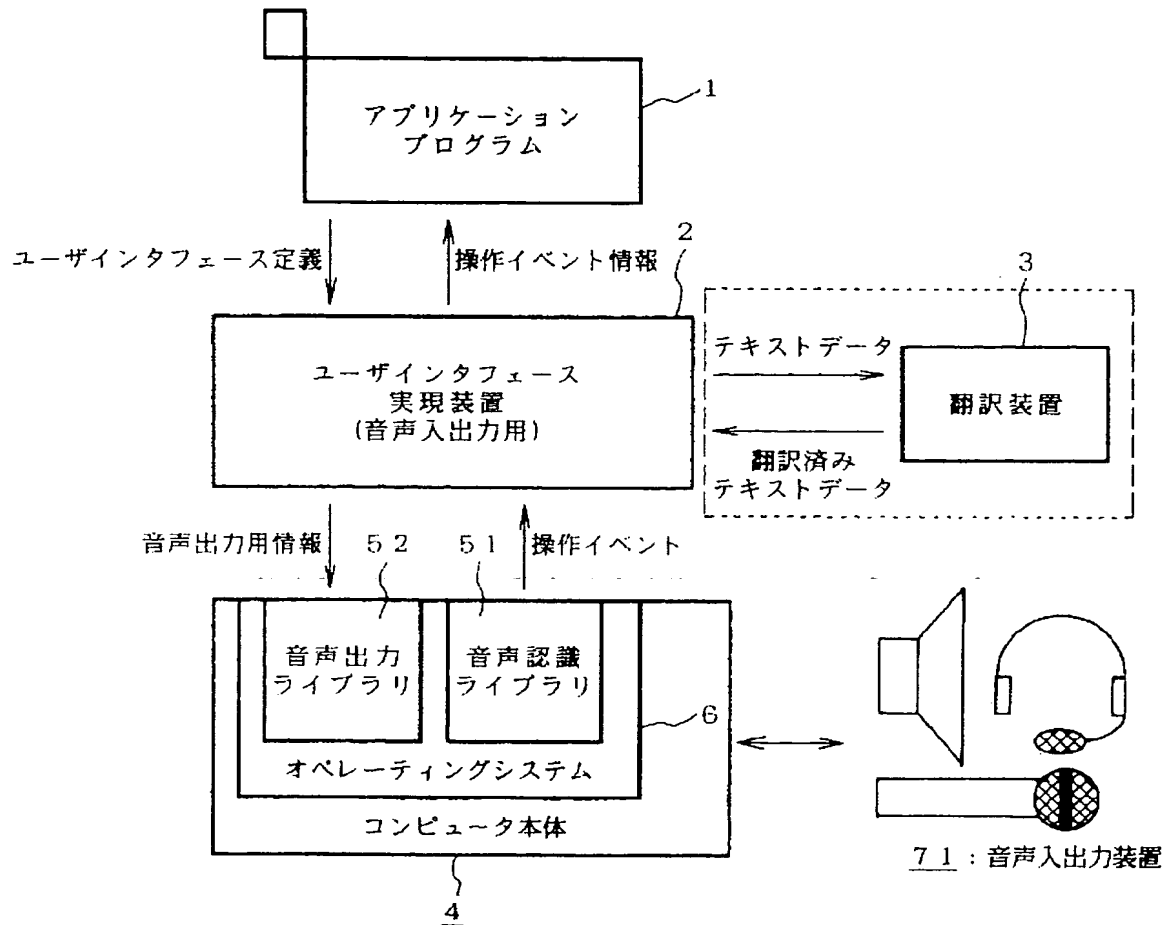 1
アプリケーション
プログラム
ユーザインタフェース定義
操作イベント情報
2
3
ユーザインタフェース
実現装置
(音声入出力用)
テキストデータ
翻訳装置
翻訳済み
テキストデータ
音声出力用情報
52
51
操作イベント
音声出力
ライブラリ
音声認識
ライブラリ
6
オペレーティングシステム
コンピュータ本体
4
71:音声入出力装置